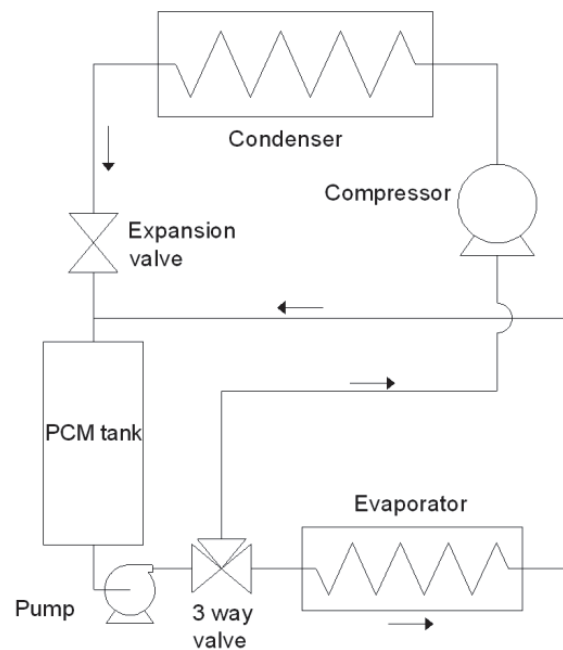 Condenser
Compressor
Expansion
valve
PCM tank
Evaporator
Pump
3 way
valve